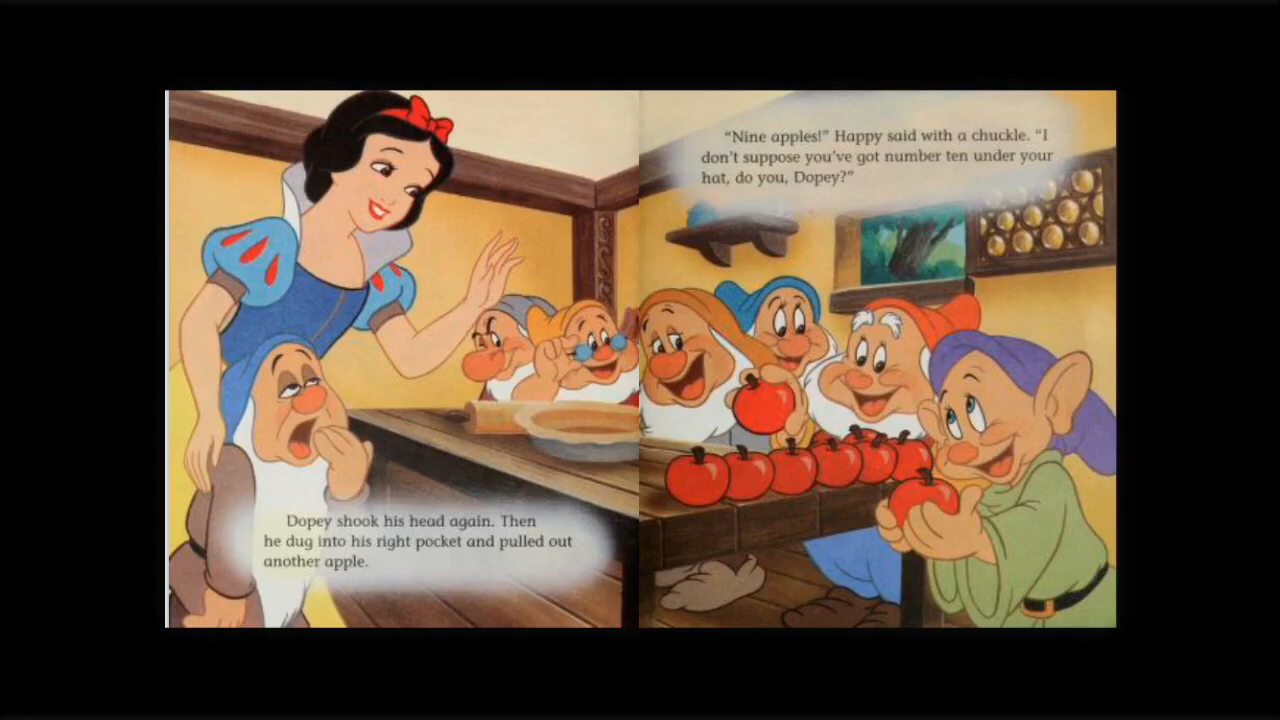 Dopey shook his head again. Then
he dug into his right pocket and pulled out
another apple.
“Nine apples!” Happy said with a chuckle. “I
don’t suppose you’ve got number ten under your
hat, do you, Dopey?”